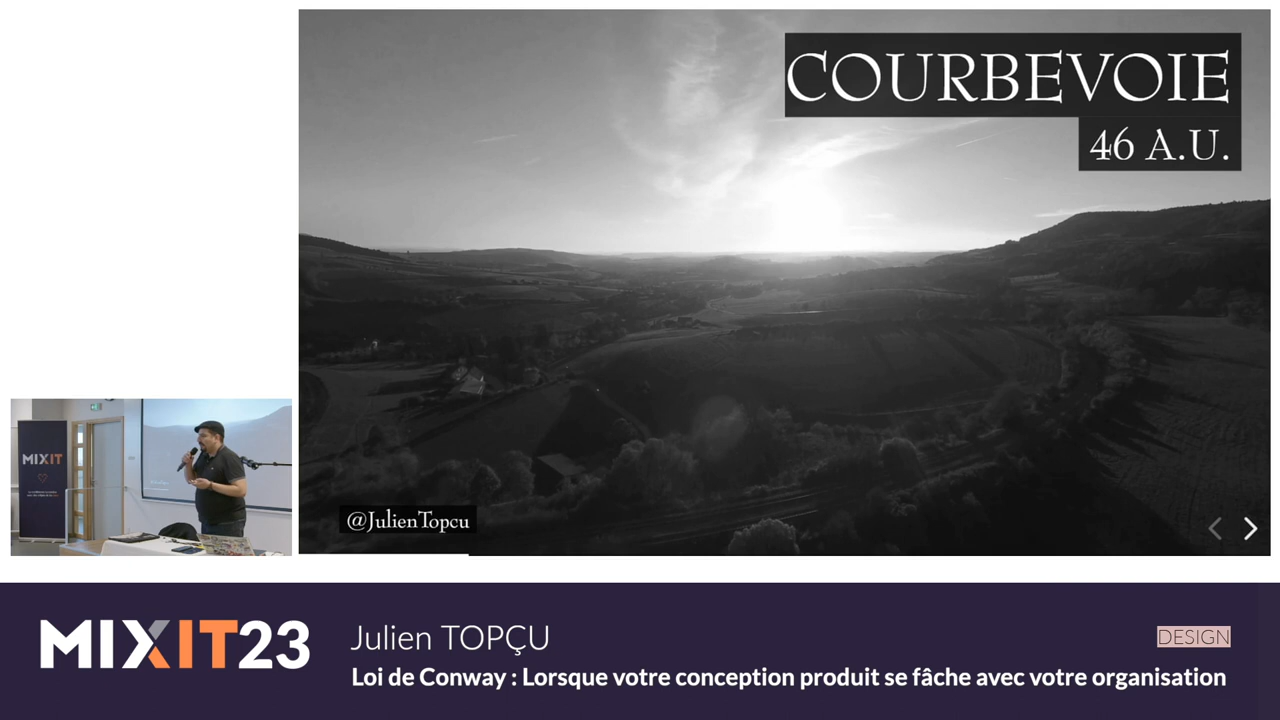 COURBEVOIE
46 A.U.
@JulienTopcu
MIXIT
MIXIT23
Julien TOPÇU
DESIGN
Loi de Conway : Lorsque votre conception produit se fâche avec votre organisation